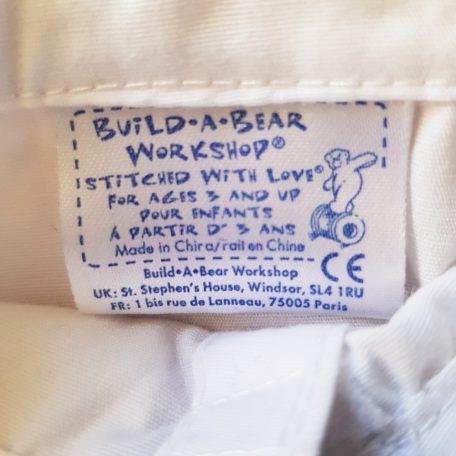 BUILD•A•BEAR
WORKSHOP®
STITCHED WITH LOVE®
FOR AGES 3 AND UP
POUR ENFANTS
A PARTIR D' 3 ANS
Made in China/rait en Chine
Build•A•Bear Workshop
CE
UK: St. Stephen's House, Windsor, SL4 1RU
FR: 1 bis rue de Lanneau, 75005 Paris